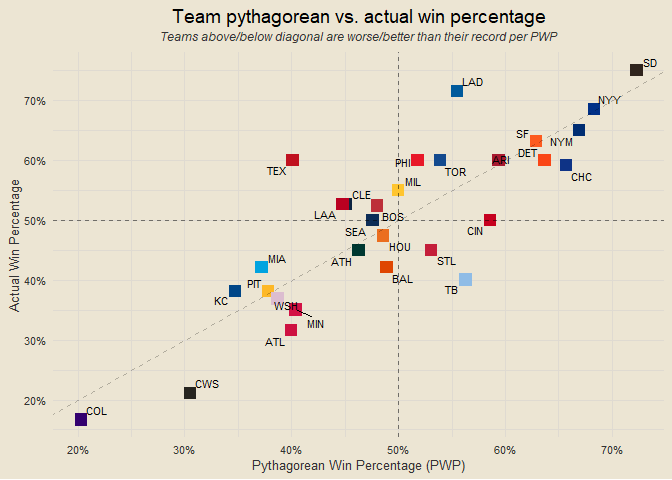 Team pythagorean vs. actual win percentage
Teams above/below diagonal are worse/better than their record per PWP
SD
LAD
NYY
70%
SF
NYM
60%
TEX
PHI
TOR
ARI
DET
CHC
MIL
CLE
LAA
BOS
50%
SEA
CIN
HOU
ATH
STL
MIA
BAL
40%
PIT
TB
KC
WSH
MIN
30%
ATL
CWS
20%
COL
20%
30%
40%
50%
60%
70%
Pythagorean Win Percentage (PWP)
Actual Win Percentage